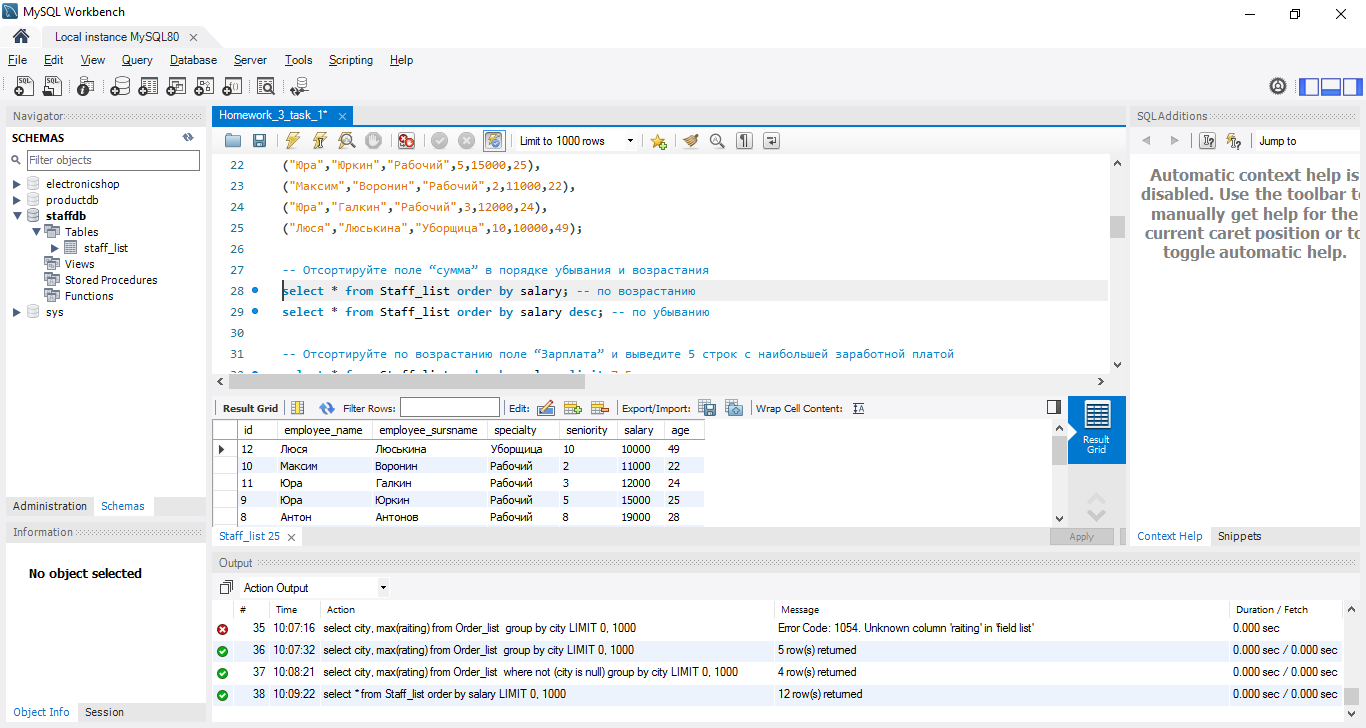 MySQL Workbench
Local instance MySQL80
File Edit View Query Database Server Tools Scripting Help
Navigator
SCHEMAS
Filter objects
electronicshop
productdb
staffdb
Tables
staff_list
Views
Stored Procedures
Functions
sys
Administration Schemas
Information
No object selected
Object Info Session
Homework_3_task_1*
Limit to 1000 rows
22 ("Юра","Юркин","Рабочий",5,15000,25),
23 ("Максим","Воронин","Рабочий",2,11000,22),
24 ("Юра","Галкин","Рабочий",3,12000,24),
25 ("Люся","Люськина","Уборщица",10,10000,49);
26
27 -- Отсортируйте поле “сумма” в порядке убывания и возрастания
28 select * from Staff_list order by salary; -- по возрастанию
29 select * from Staff_list order by salary desc; -- по убыванию
30
31 -- Отсортируйте по возрастанию поле “Зарплата” и выведите 5 строк с наибольшей заработной платой
Result Grid Filter Rows: Edit: Export/Import: Wrap Cell Content:
id employee_name employee_sursname specialty seniority salary age
12 Люся Люськина Уборщица 10 10000 49
10 Максим Воронин Рабочий 2 11000 22
11 Юра Галкин Рабочий 3 12000 24
9 Юра Юркин Рабочий 5 15000 25
8 Антон Антонов Рабочий 8 19000 28
Result
Grid
Staff_list 25
Apply
SQLAdditions
Jump to
Automatic context help is
disabled. Use the toolbar to
manually get help for the
current caret position or to
toggle automatic help.
Context Help Snippets
Output
Action Output
# Time Action Message Duration / Fetch
35 10:07:16 select city, max(raiting) from Order_list group by city LIMIT 0, 1000 Error Code: 1054. Unknown column 'raiting' in 'field list' 0.000 sec
36 10:07:32 select city, max(rating) from Order_list group by city LIMIT 0, 1000 5 row(s) returned 0.000 sec / 0.000 sec
37 10:08:21 select city, max(rating) from Order_list where not (city is null) group by city LIMIT 0, 1000 4 row(s) returned 0.000 sec / 0.000 sec
38 10:09:22 select * from Staff_list order by salary LIMIT 0, 1000 12 row(s) returned 0.000 sec / 0.000 sec